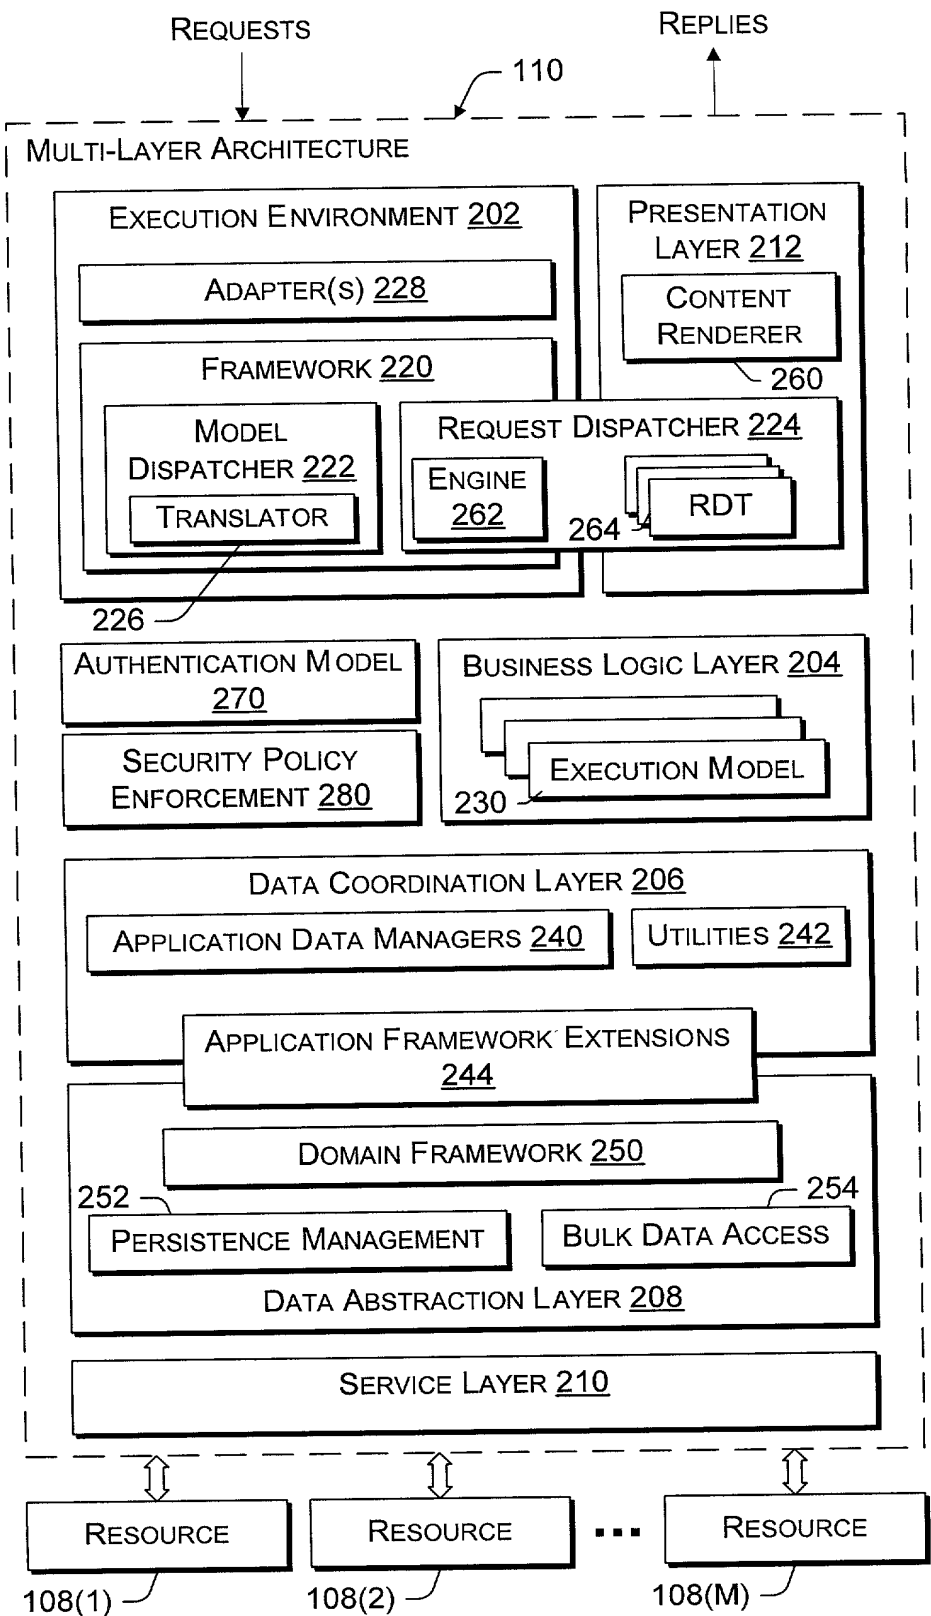 REQUESTS
REPLIES
110
MULTI-LAYER ARCHITECTURE
EXECUTION ENVIRONMENT 202
ADAPTER(S) 228
FRAMEWORK 220
MODEL
DISPATCHER 222
TRANSLATOR
226
PRESENTATION
LAYER 212
CONTENT
RENDERER
260
REQUEST DISPATCHER 224
ENGINE
262
264
RDT
AUTHENTICATION MODEL
270
SECURITY POLICY
ENFORCEMENT 280
BUSINESS LOGIC LAYER 204
EXECUTION MODEL
230
DATA COORDINATION LAYER 206
APPLICATION DATA MANAGERS 240
UTILITIES 242
APPLICATION FRAMEWORK EXTENSIONS
244
DOMAIN FRAMEWORK 250
252
254
PERSISTENCE MANAGEMENT
BULK DATA ACCESS
DATA ABSTRACTION LAYER 208
SERVICE LAYER 210
RESOURCE
RESOURCE
RESOURCE
108(1)
108(2)
108(M)